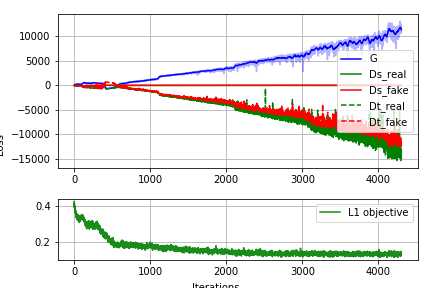 10000
5000
0
−5000
−10000
−15000
Loss
G
Ds_real
Ds_fake
Dt_real
Dt_fake
0
1000
2000
3000
4000
0.4
0.2
L1 objective
0
1000
2000
3000
4000
Iterations